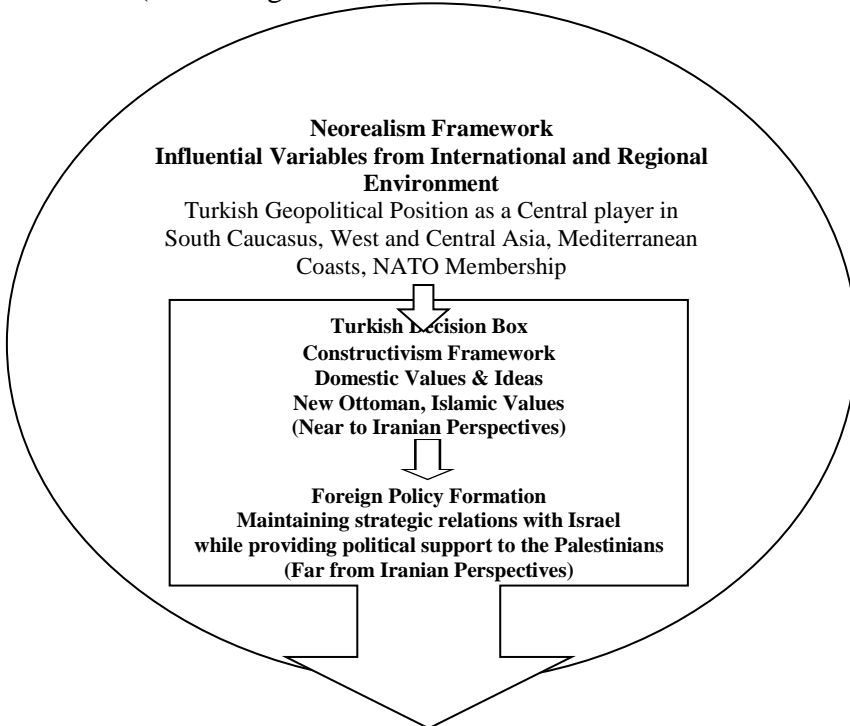 Neorealism Framework
Influential Variables from International and Regional
Environment
Turkish Geopolitical Position as a Central player in
South Caucasus, West and Central Asia, Mediterranean
Coasts, NATO Membership
Turkish Decision Box
Constructivism Framework
Domestic Values & Ideas
New Ottoman, Islamic Values
(Near to Iranian Perspectives)
Foreign Policy Formation
Maintaining strategic relations with Israel
while providing political support to the Palestinians
(Far from Iranian Perspectives)